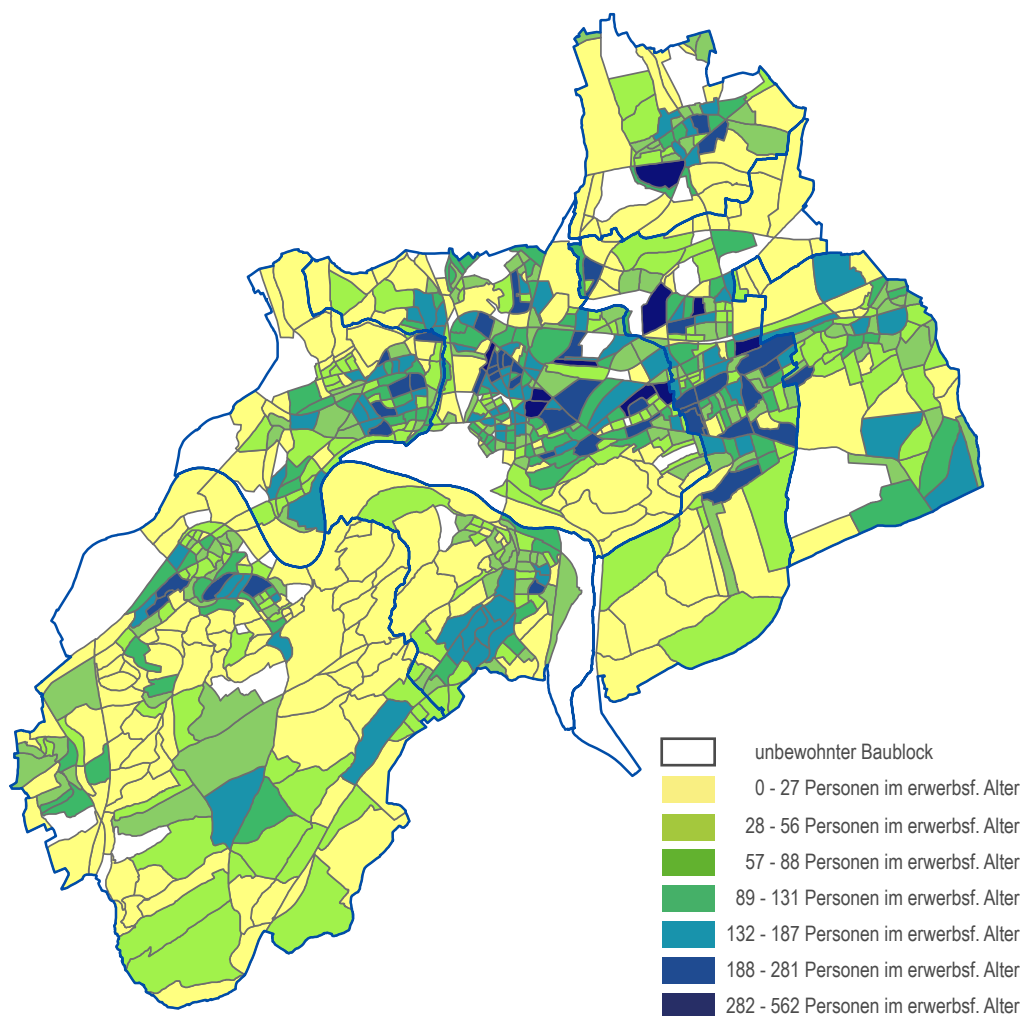 unbewohnter Baublock
0 - 27 Personen im erwerbsf. Alter
28 - 56 Personen im erwerbsf. Alter
57 - 88 Personen im erwerbsf. Alter
89 - 131 Personen im erwerbsf. Alter
132 - 187 Personen im erwerbsf. Alter
188 - 281 Personen im erwerbsf. Alter
282 - 562 Personen im erwerbsf. Alter